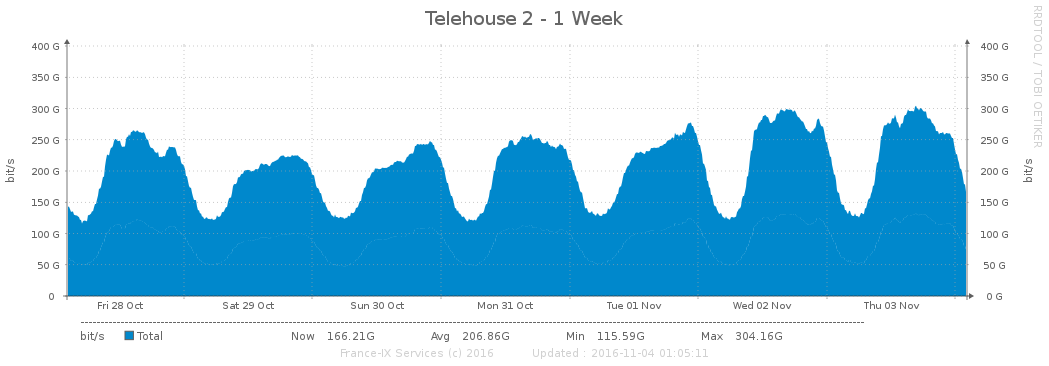 Telehouse 2 - 1 Week
RRDTOOL / TOBI OETIKER
400 G 400 G
350 G 350 G
300 G 300 G
250 G 250 G
200 G 200 G
150 G 150 G
100 G 100 G
50 G 50 G
0 0 G
bit/s bit/s
Fri 28 Oct Sat 29 Oct Sun 30 Oct Mon 31 Oct Tue 01 Nov Wed 02 Nov Thu 03 Nov
bit/s Total Now 166.21G Avg 206.86G Min 115.59G Max 304.16G
France-IX Services (c) 2016 Updated : 2016-11-04 01:05:11